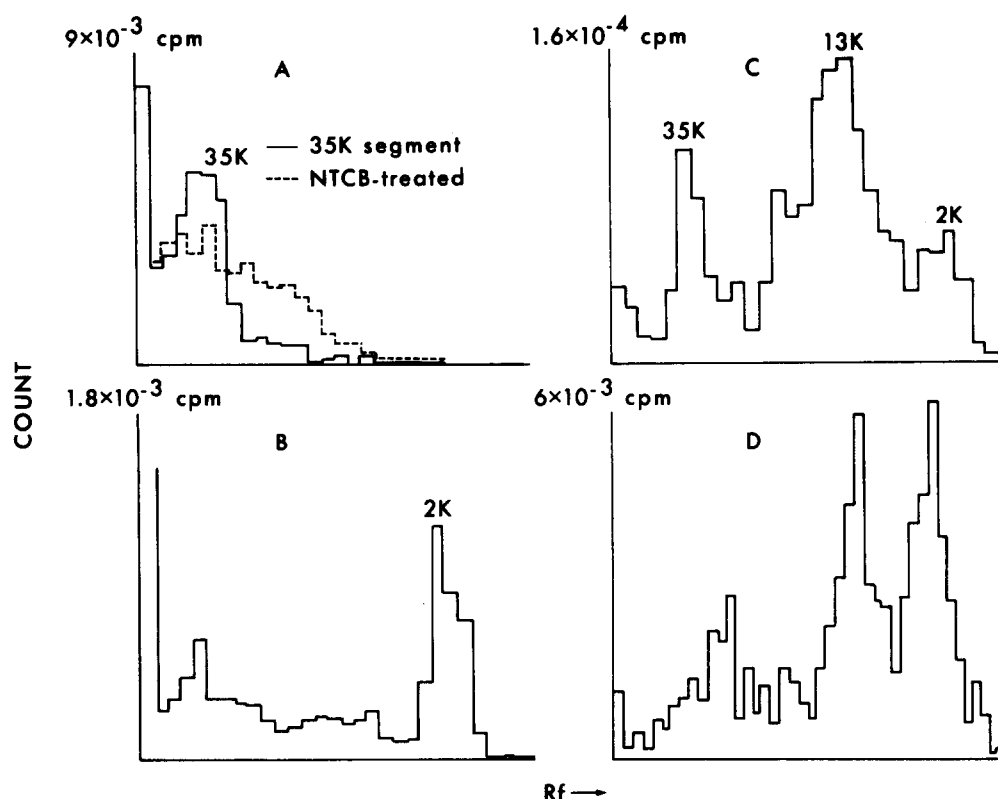 9×10⁻³ cpm
A
35K
— 35K segment
---- NTCB-treated
1.6×10⁻⁴ cpm
C
35K
13K
2K
COUNT
1.8×10⁻³ cpm
B
2K
6×10⁻³ cpm
D
Rf →